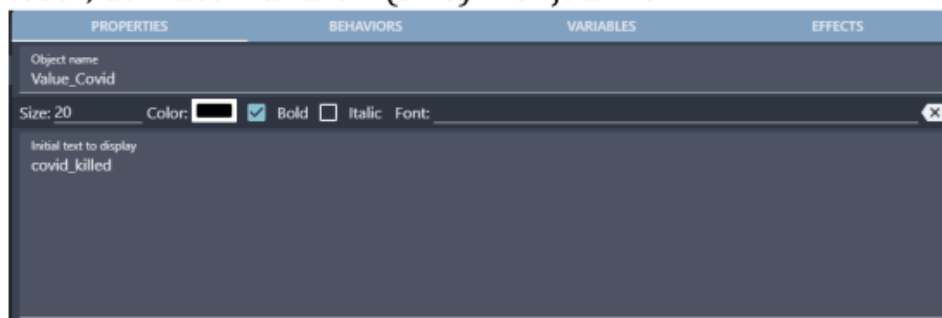 PROPERTIES BEHAVIORS VARIABLES EFFECTS
Object name
Value_Covid
Size: 20 Color: Bold Italic Font:
Initial text to display
covid_killed